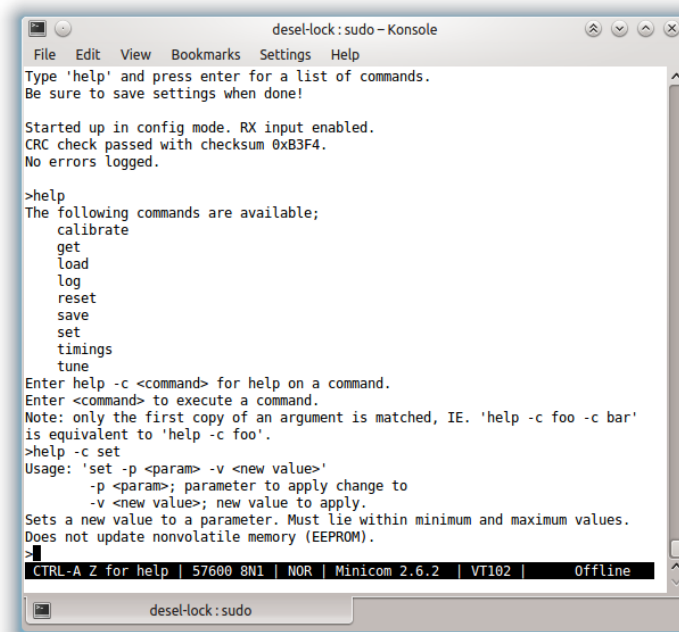 desel-lock : sudo – Konsole
File Edit View Bookmarks Settings Help
Type 'help' and press enter for a list of commands.
Be sure to save settings when done!
Started up in config mode. RX input enabled.
CRC check passed with checksum 0xB3F4.
No errors logged.
>help
The following commands are available;
calibrate
get
load
log
reset
save
set
timings
tune
Enter help -c <command> for help on a command.
Enter <command> to execute a command.
Note: only the first copy of an argument is matched, IE. 'help -c foo -c bar'
is equivalent to 'help -c foo'.
>help -c set
Usage: 'set -p <param> -v <new value>'
-p <param>; parameter to apply change to
-v <new value>; new value to apply.
Sets a new value to a parameter. Must lie within minimum and maximum values.
Does not update nonvolatile memory (EEPROM).
>
CTRL-A Z for help | 57600 8N1 | NOR | Minicom 2.6.2 | VT102 | Offline
desel-lock : sudo